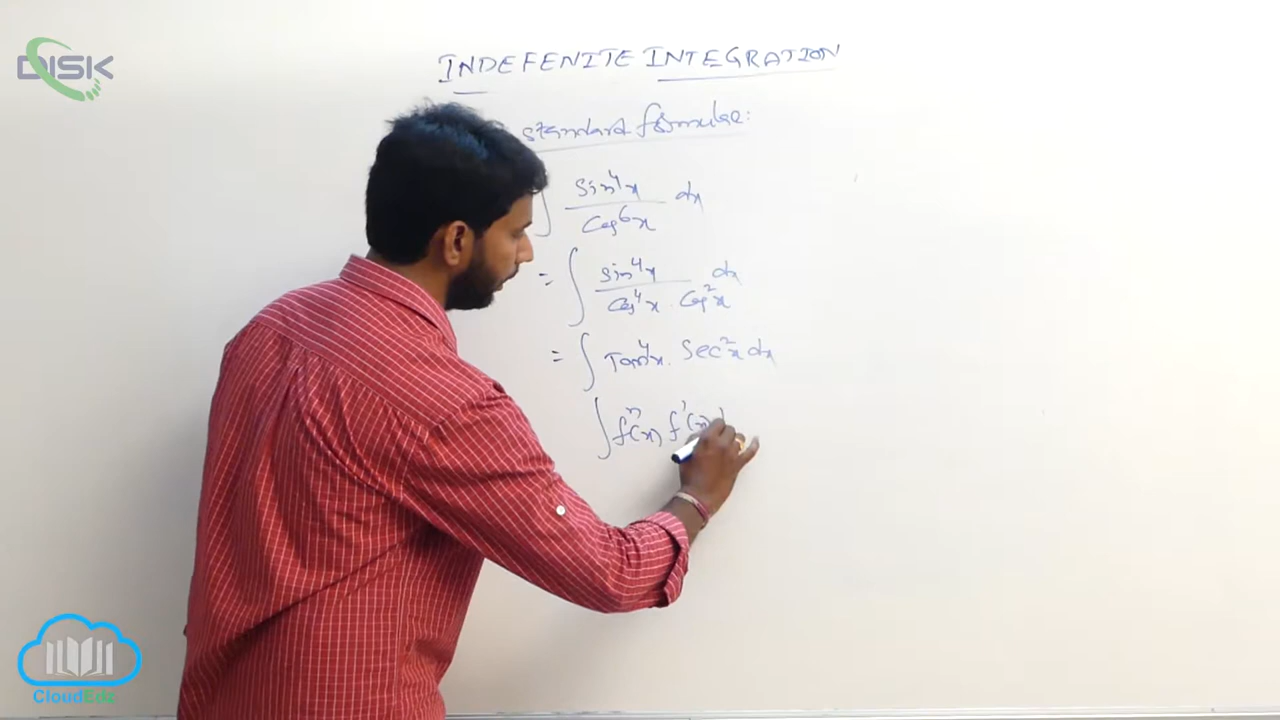 DISK
INDEFENITE INTEGRATION
standard formulae:
∫ Sin⁴x / Cos⁶x dx
= ∫ Sin⁴x / Cos⁴x . Cos²x dx
= ∫ Tan⁴x . Sec²x dx
∫ fⁿ(x) f'(x)
CloudEdz